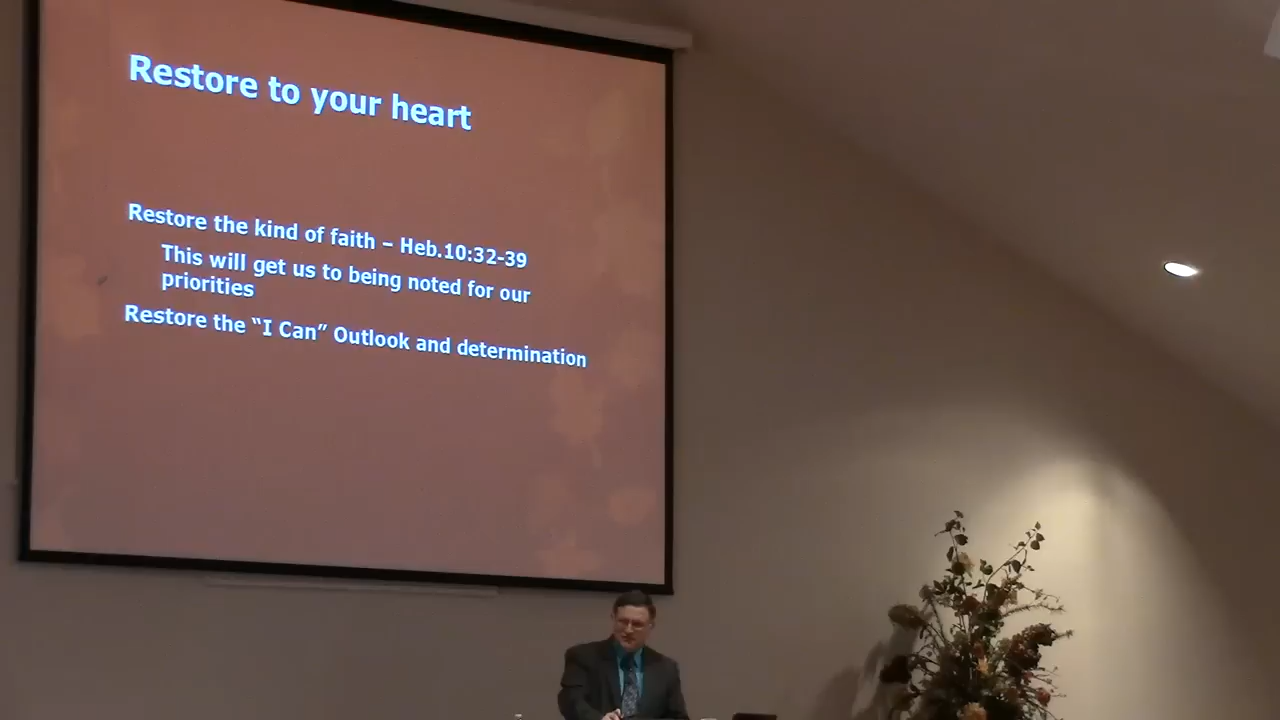 Restore to your heart
Restore the kind of faith – Heb.10:32-39
This will get us to being noted for our
priorities
Restore the “I Can” Outlook and determination